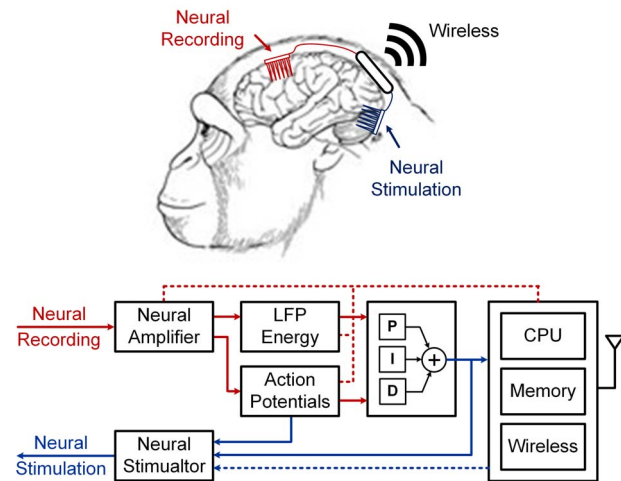 Neural
Recording
Wireless
Neural
Stimulation
Neural
Recording
Neural
Amplifier
LFP
Energy
Action
Potentials
P
I
D
+
CPU
Memory
Wireless
Neural
Stimulation
Neural
Stimualtor